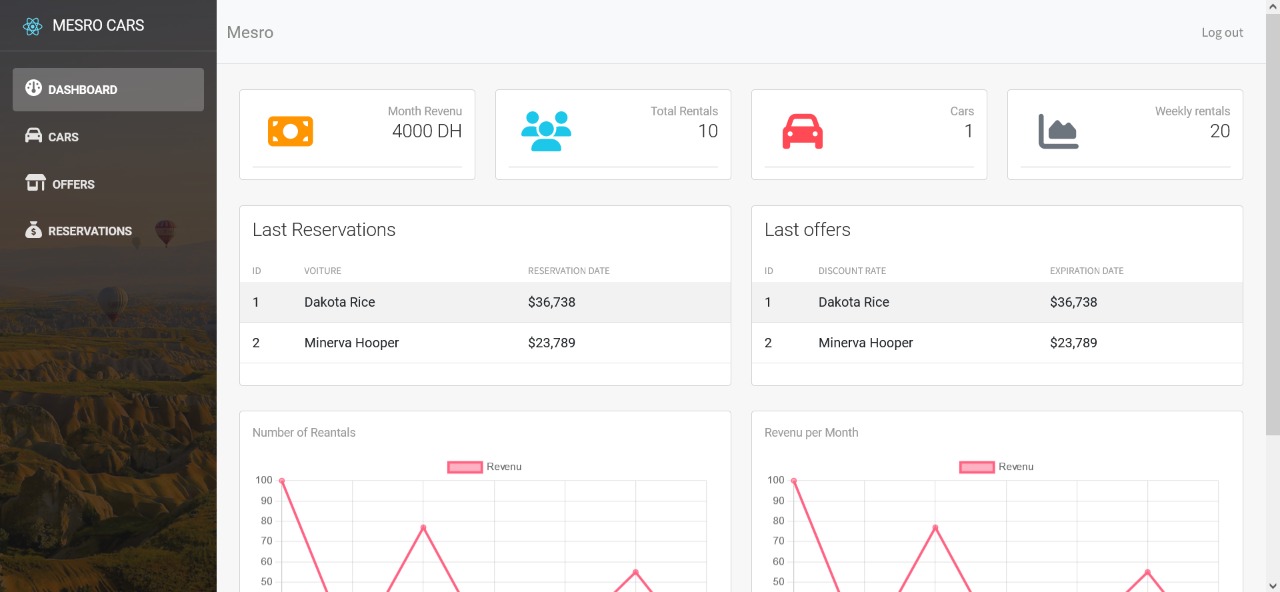 MESRO CARS
DASHBOARD
CARS
OFFERS
RESERVATIONS
Mesro
Log out
Month Revenu
4000 DH
Total Rentals
10
Cars
1
Weekly rentals
20
Last Reservations
ID VOITURE RESERVATION DATE
1 Dakota Rice $36,738
2 Minerva Hooper $23,789
Last offers
ID DISCOUNT RATE EXPIRATION DATE
1 Dakota Rice $36,738
2 Minerva Hooper $23,789
Number of Reantals
Revenu
100
90
80
70
60
50
Revenu per Month
Revenu
100
90
80
70
60
50